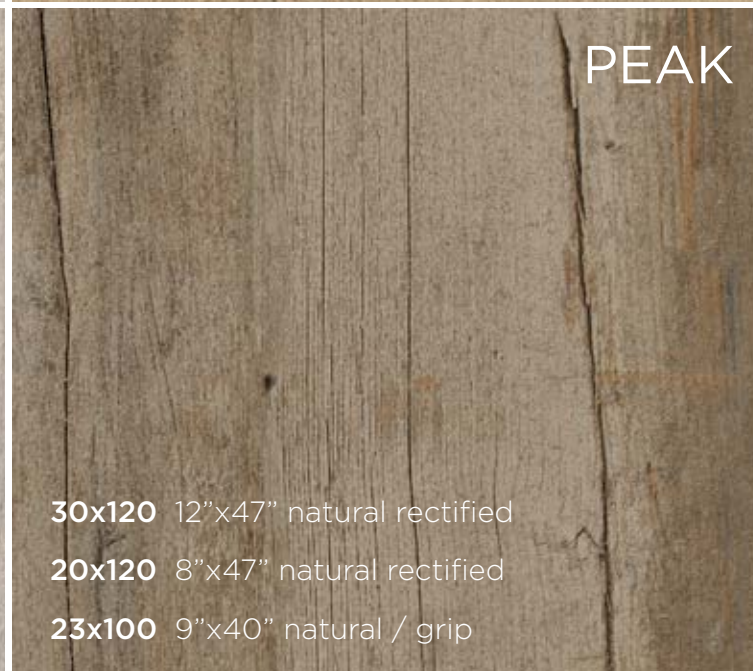 PEAK
30x120 12”x47” natural rectified
20x120 8”x47” natural rectified
23x100 9”x40” natural / grip